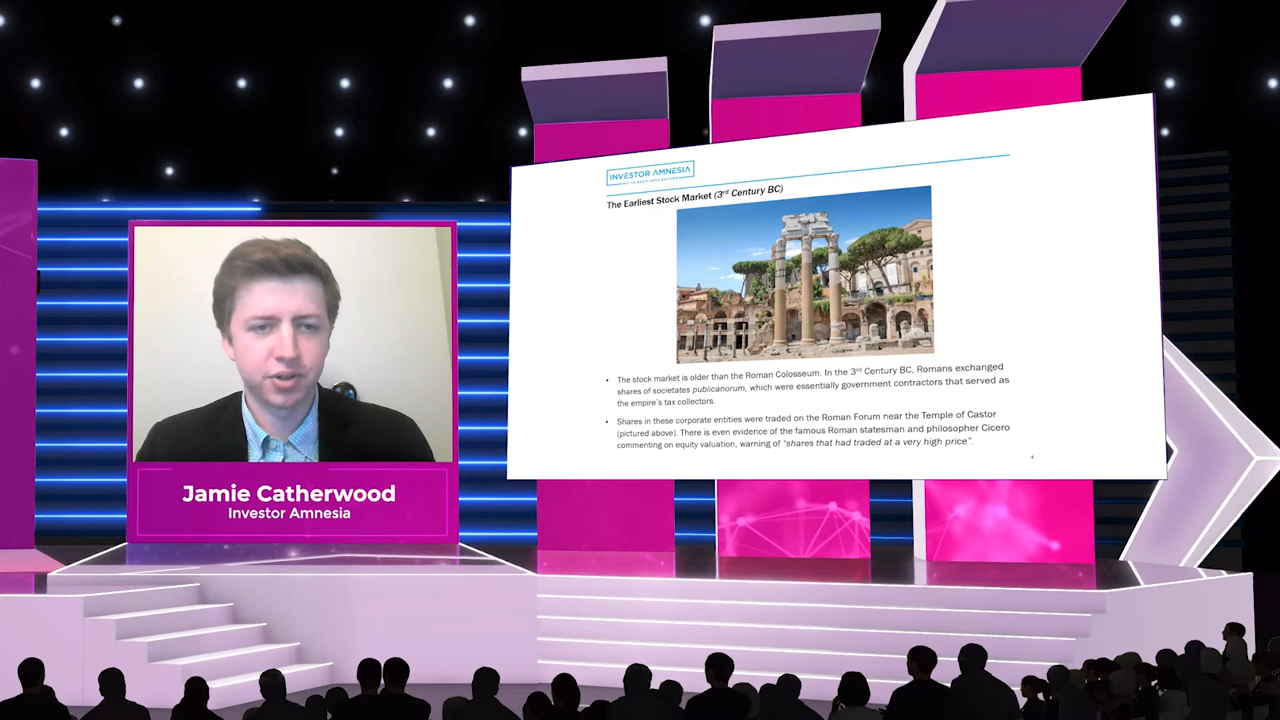 INVESTOR AMNESIA
The Earliest Stock Market (3rd Century BC)
• The stock market is older than the Roman Colosseum. In the 3rd Century BC, Romans exchanged
shares of societates publicanorum, which were essentially government contractors that served as
the empire's tax collectors.
• Shares in these corporate entities were traded on the Roman Forum near the Temple of Castor
(pictured above). There is even evidence of the famous Roman statesman and philosopher Cicero
commenting on equity valuation, warning of "shares that had traded at a very high price".
4
Jamie Catherwood
Investor Amnesia